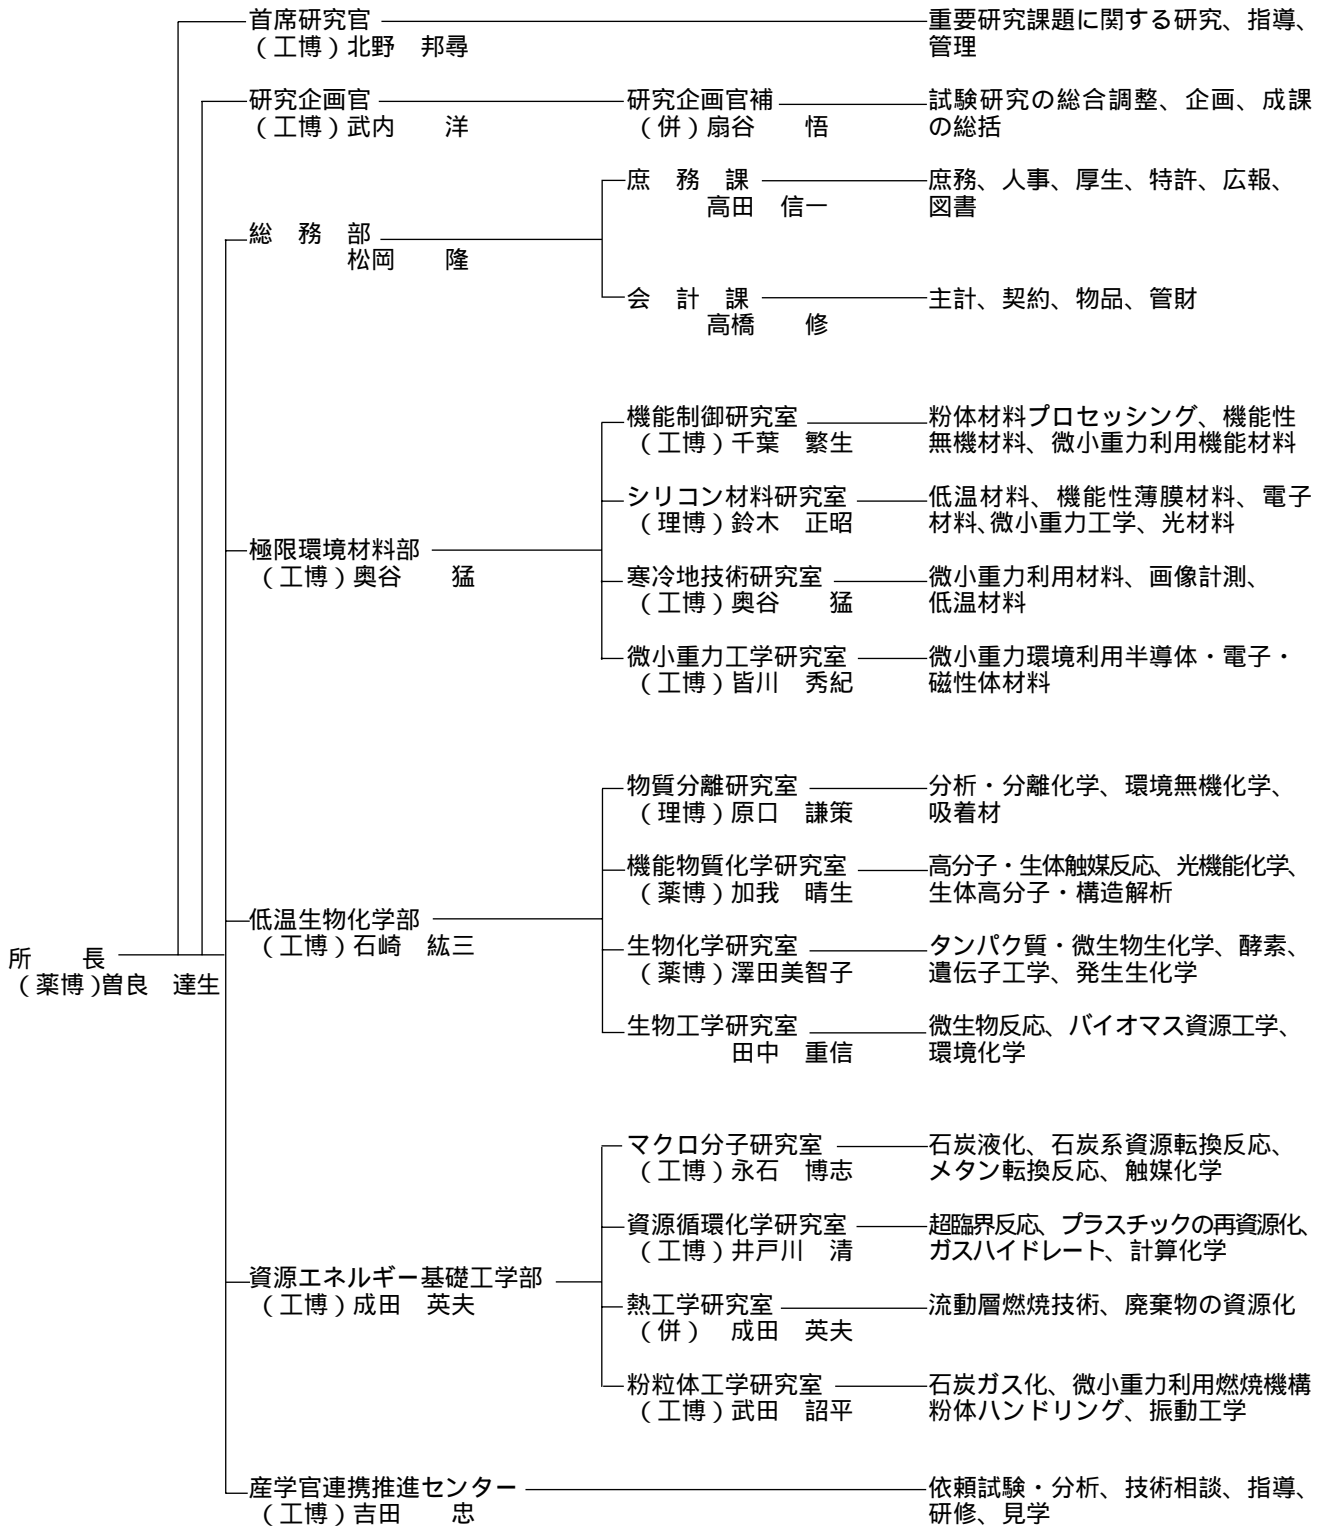 首席研究官
(工博)北野　邦尋
重要研究課題に関する研究、指導、
管理
研究企画官
(工博)武内　　洋
研究企画官補
(併)扇谷　　悟
試験研究の総合調整、企画、成課
の総括
総　務　部
松岡　　隆
庶　務　課
高田　信一
庶務、人事、厚生、特許、広報、
図書
会　計　課
高橋　　修
主計、契約、物品、管財
極限環境材料部
(工博)奥谷　　猛
機能制御研究室
(工博)千葉　繁生
粉体材料プロセッシング、機能性
無機材料、微小重力利用機能材料
シリコン材料研究室
(理博)鈴木　正昭
低温材料、機能性薄膜材料、電子
材料、微小重力工学、光材料
寒冷地技術研究室
(工博)奥谷　　猛
微小重力利用材料、画像計測、
低温材料
微小重力工学研究室
(工博)皆川　秀紀
微小重力環境利用半導体・電子・
磁性体材料
所　　長
(薬博)曽良　達生
低温生物化学部
(工博)石崎　紘三
物質分離研究室
(理博)原口　謙策
分析・分離化学、環境無機化学、
吸着材
機能物質化学研究室
(薬博)加我　晴生
高分子・生体触媒反応、光機能化学、
生体高分子・構造解析
生物化学研究室
(薬博)澤田美智子
タンパク質・微生物生化学、酵素、
遺伝子工学、発生生化学
生物工学研究室
田中　重信
微生物反応、バイオマス資源工学、
環境化学
資源エネルギー基礎工学部
(工博)成田　英夫
マクロ分子研究室
(工博)永石　博志
石炭液化、石炭系資源転換反応、
メタン転換反応、触媒化学
資源循環化学研究室
(工博)井戸川　清
超臨界反応、プラスチックの再資源化、
ガスハイドレート、計算化学
熱工学研究室
(併)　成田　英夫
流動層燃焼技術、廃棄物の資源化
粉粒体工学研究室
(工博)武田　詔平
石炭ガス化、微小重力利用燃焼機構
粉体ハンドリング、振動工学
産学官連携推進センター
(工博)吉田　　忠
依頼試験・分析、技術相談、指導、
研修、見学